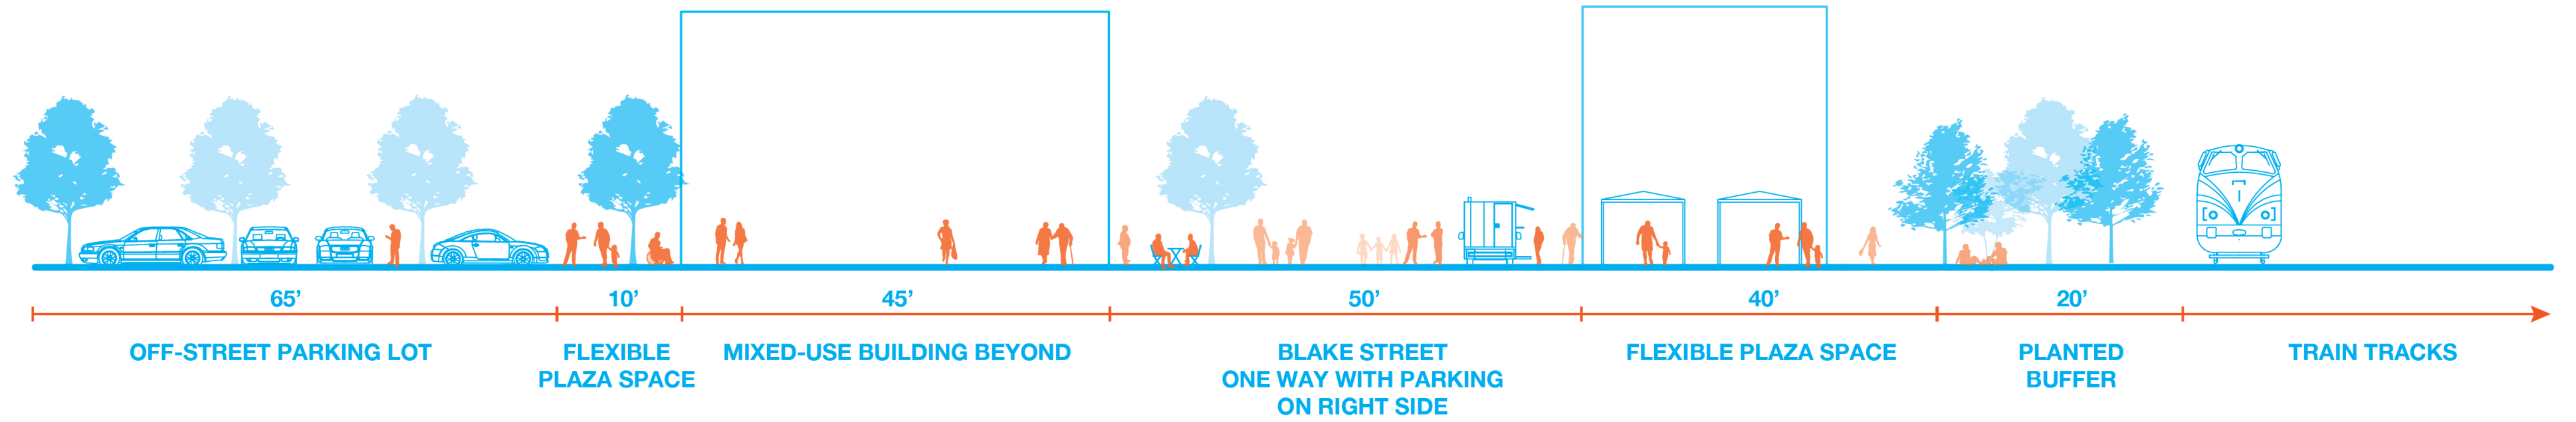 65’
10’
45’
50’
40’
20’
OFF-STREET PARKING LOT
FLEXIBLE
PLAZA SPACE
MIXED-USE BUILDING BEYOND
BLAKE STREET
ONE WAY WITH PARKING
ON RIGHT SIDE
FLEXIBLE PLAZA SPACE
PLANTED
BUFFER
TRAIN TRACKS